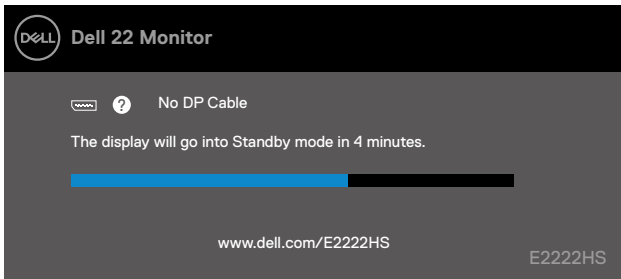 DELL Dell 22 Monitor
? No DP Cable
The display will go into Standby mode in 4 minutes.
www.dell.com/E2222HS
E2222HS